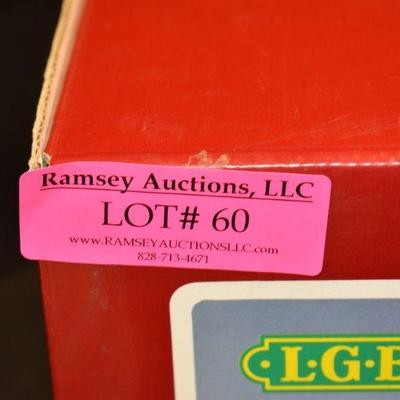 Ramsey Auctions, LLC
LOT# 60
www.RAMSEYAUCTIONSLLC.com
828-713-4671
L·G·B